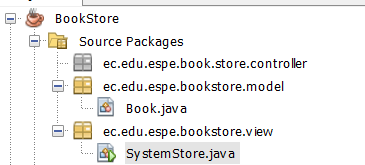 BookStore
Source Packages
ec.edu.espe.book.store.controller
ec.edu.espe.bookstore.model
Book.java
ec.edu.espe.bookstore.view
SystemStore.java